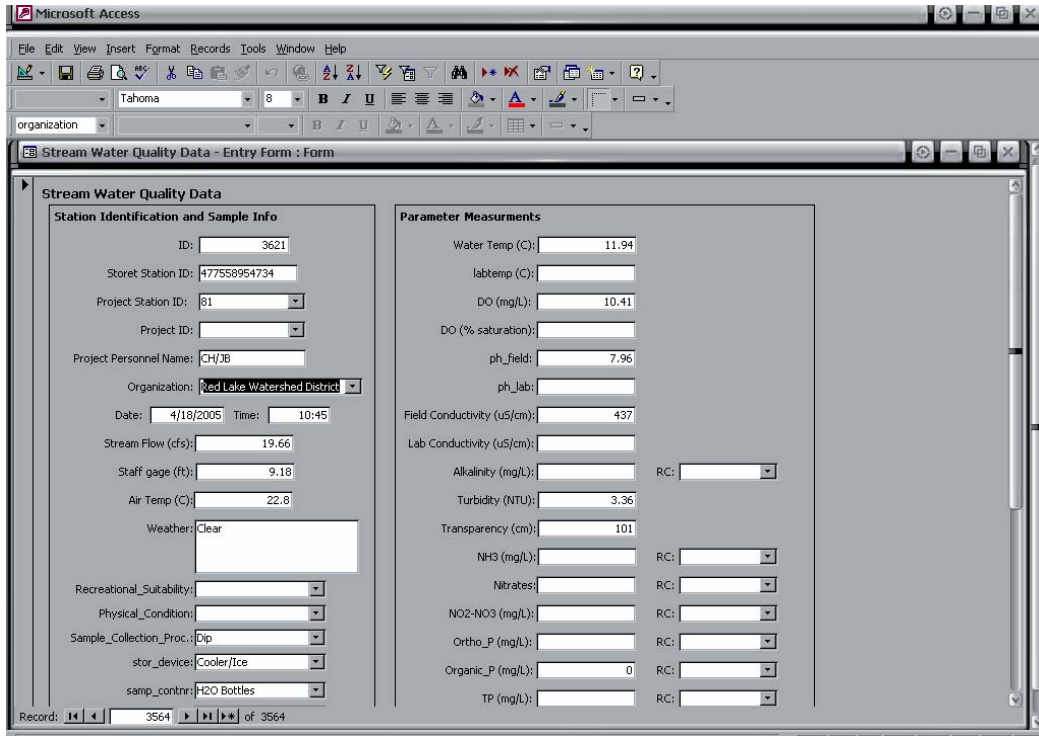 Microsoft Access
File Edit View Insert Format Records Tools Window Help
Tahoma 8 B I U A
organization B I U A
Stream Water Quality Data - Entry Form : Form
Stream Water Quality Data
Station Identification and Sample Info
ID: 3621
Storet Station ID: 477558954734
Project Station ID: 81
Project ID:
Project Personnel Name: CH/JB
Organization: Red Lake Watershed District
Date: 4/18/2005 Time: 10:45
Stream Flow (cfs): 19.66
Staff gage (ft): 9.18
Air Temp (C): 22.8
Weather: Clear
Recreational_Suitability:
Physical_Condition:
Sample_Collection_Proc.: Dip
stor_device: Cooler/Ice
samp_contnr: H2O Bottles
Parameter Measurments
Water Temp (C): 11.94
labtemp (C):
DO (mg/L): 10.41
DO (% saturation):
ph_field: 7.96
ph_lab:
Field Conductivity (uS/cm): 437
Lab Conductivity (uS/cm):
Alkalinity (mg/L): RC:
Turbidity (NTU): 3.36
Transparency (cm): 101
NH3 (mg/L): RC:
Nitrates: RC:
NO2-NO3 (mg/L): RC:
Ortho_P (mg/L): RC:
Organic_P (mg/L): 0 RC:
TP (mg/L): RC:
Record: 3564 of 3564